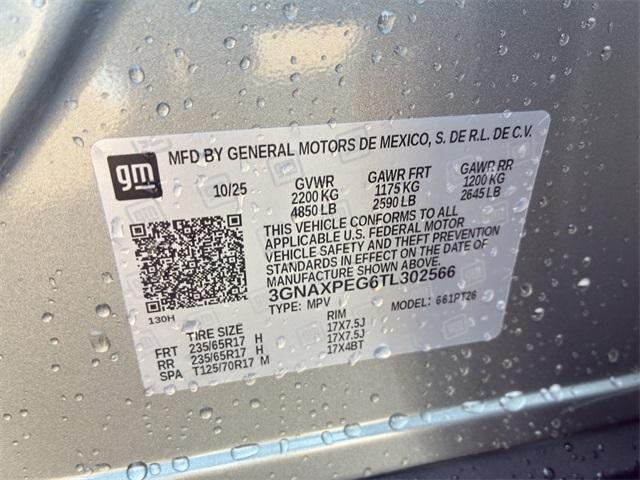 gm
MFD BY GENERAL MOTORS DE MEXICO, S. DE R.L. DE C.V.
10/25 GVWR GAWR FRT GAWR RR
2200 KG 1175 KG 1200 KG
4850 LB 2590 LB 2645 LB
THIS VEHICLE CONFORMS TO ALL
APPLICABLE U.S. FEDERAL MOTOR
VEHICLE SAFETY AND THEFT PREVENTION
STANDARDS IN EFFECT ON THE DATE OF
MANUFACTURE SHOWN ABOVE.
3GNAXPEG6TL302566
TYPE: MPV MODEL: 661PT26
130H
TIRE SIZE RIM
FRT 235/65R17 H 17X7.5J
RR 235/65R17 H 17X7.5J
SPA T125/70R17 M 17X4BT